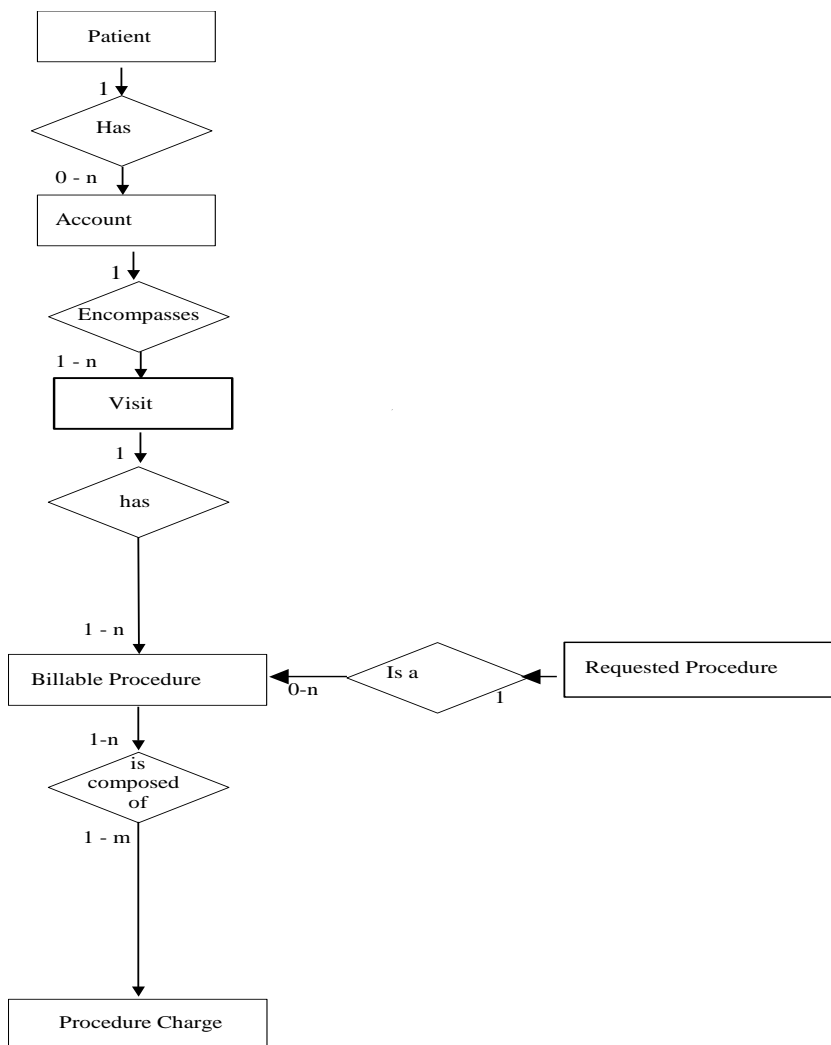 Patient
1
Has
0 - n
Account
1
Encompasses
1 - n
Visit
1
has
1 - n
Billable Procedure
0-n
Is a
1
Requested Procedure
1-n
is
composed
of
1 - m
Procedure Charge